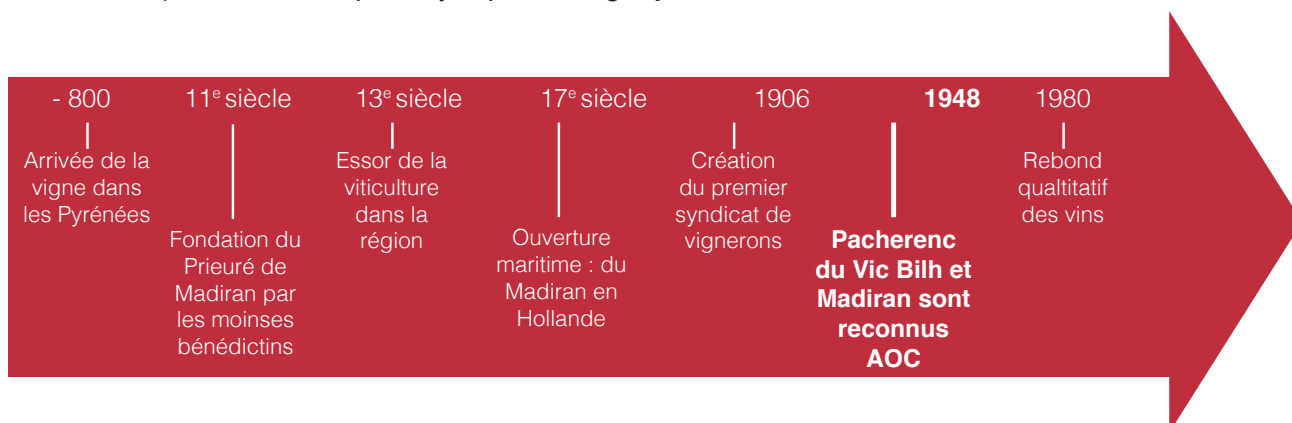 - 800
Arrivée de la
vigne dans
les Pyrénées
11e siècle
Fondation du
Prieuré de
Madiran par
les moinses
bénédictins
13e siècle
Essor de la
viticulture
dans la
région
17e siècle
Ouverture
maritime : du
Madiran en
Hollande
1906
Création
du premier
syndicat de
vignerons
1948
Pacherenc
du Vic Bilh et
Madiran sont
reconnus
AOC
1980
Rebond
qualtitatif
des vins